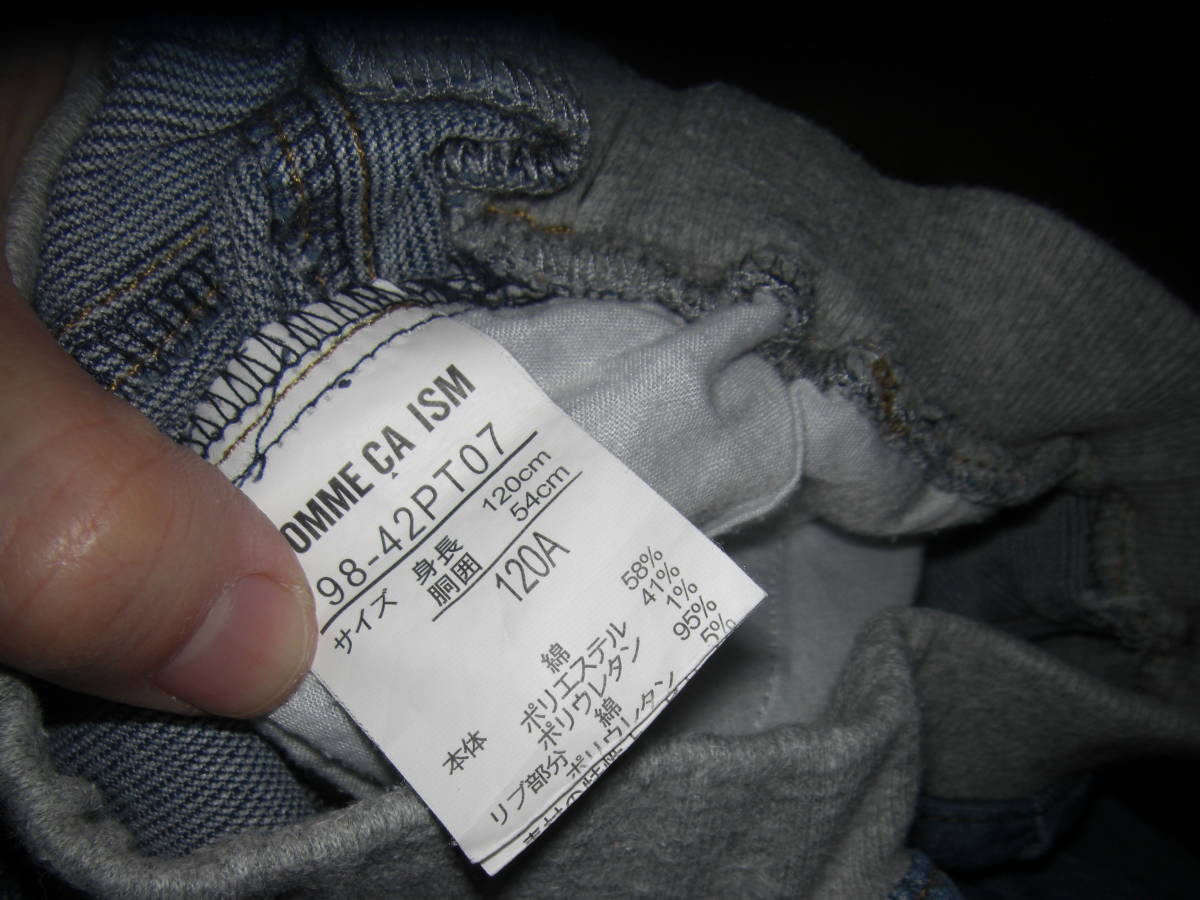 OMME ÇA ISM
98-42PT07
サイズ 身長 120cm
胴囲 54cm
120A
本体 綿 58%
ポリエステル 41%
ポリウレタン 1%
リブ部分 綿 95%
ポリウレタン 5%